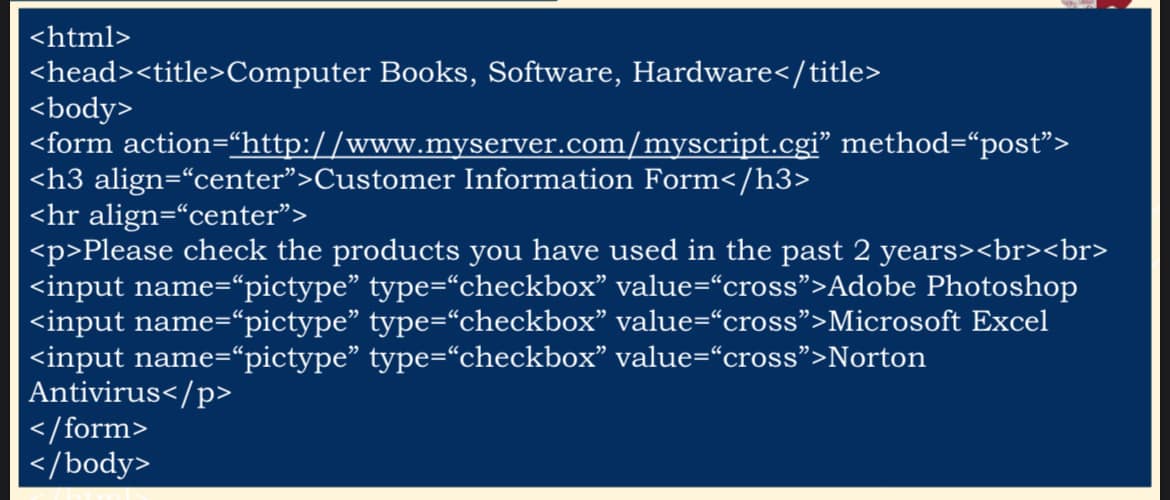 <html>
<head><title>Computer Books, Software, Hardware</title>
<body>
<form action=“http://www.myserver.com/myscript.cgi” method=“post”>
<h3 align=“center”>Customer Information Form</h3>
<hr align=“center”>
<p>Please check the products you have used in the past 2 years><br><br>
<input name=“pictype” type=“checkbox” value=“cross”>Adobe Photoshop
<input name=“pictype” type=“checkbox” value=“cross”>Microsoft Excel
<input name=“pictype” type=“checkbox” value=“cross”>Norton
Antivirus</p>
</form>
</body>
</html>